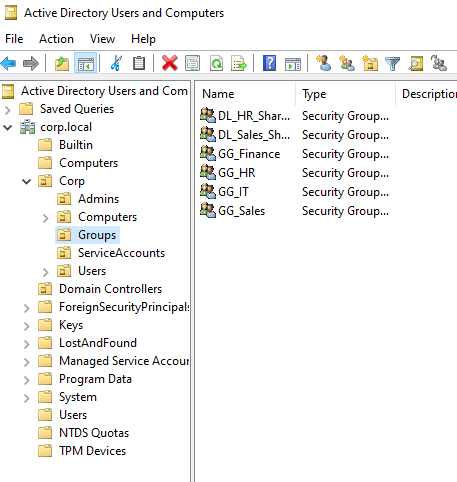 Active Directory Users and Computers
File Action View Help
Active Directory Users and Com
Saved Queries
corp.local
Builtin
Computers
Corp
Admins
Computers
Groups
ServiceAccounts
Users
Domain Controllers
ForeignSecurityPrincipals
Keys
LostAndFound
Managed Service Accour
Program Data
System
Users
NTDS Quotas
TPM Devices
Name Type Description
DL_HR_Shar... Security Group...
DL_Sales_Sh... Security Group...
GG_Finance Security Group...
GG_HR Security Group...
GG_IT Security Group...
GG_Sales Security Group...